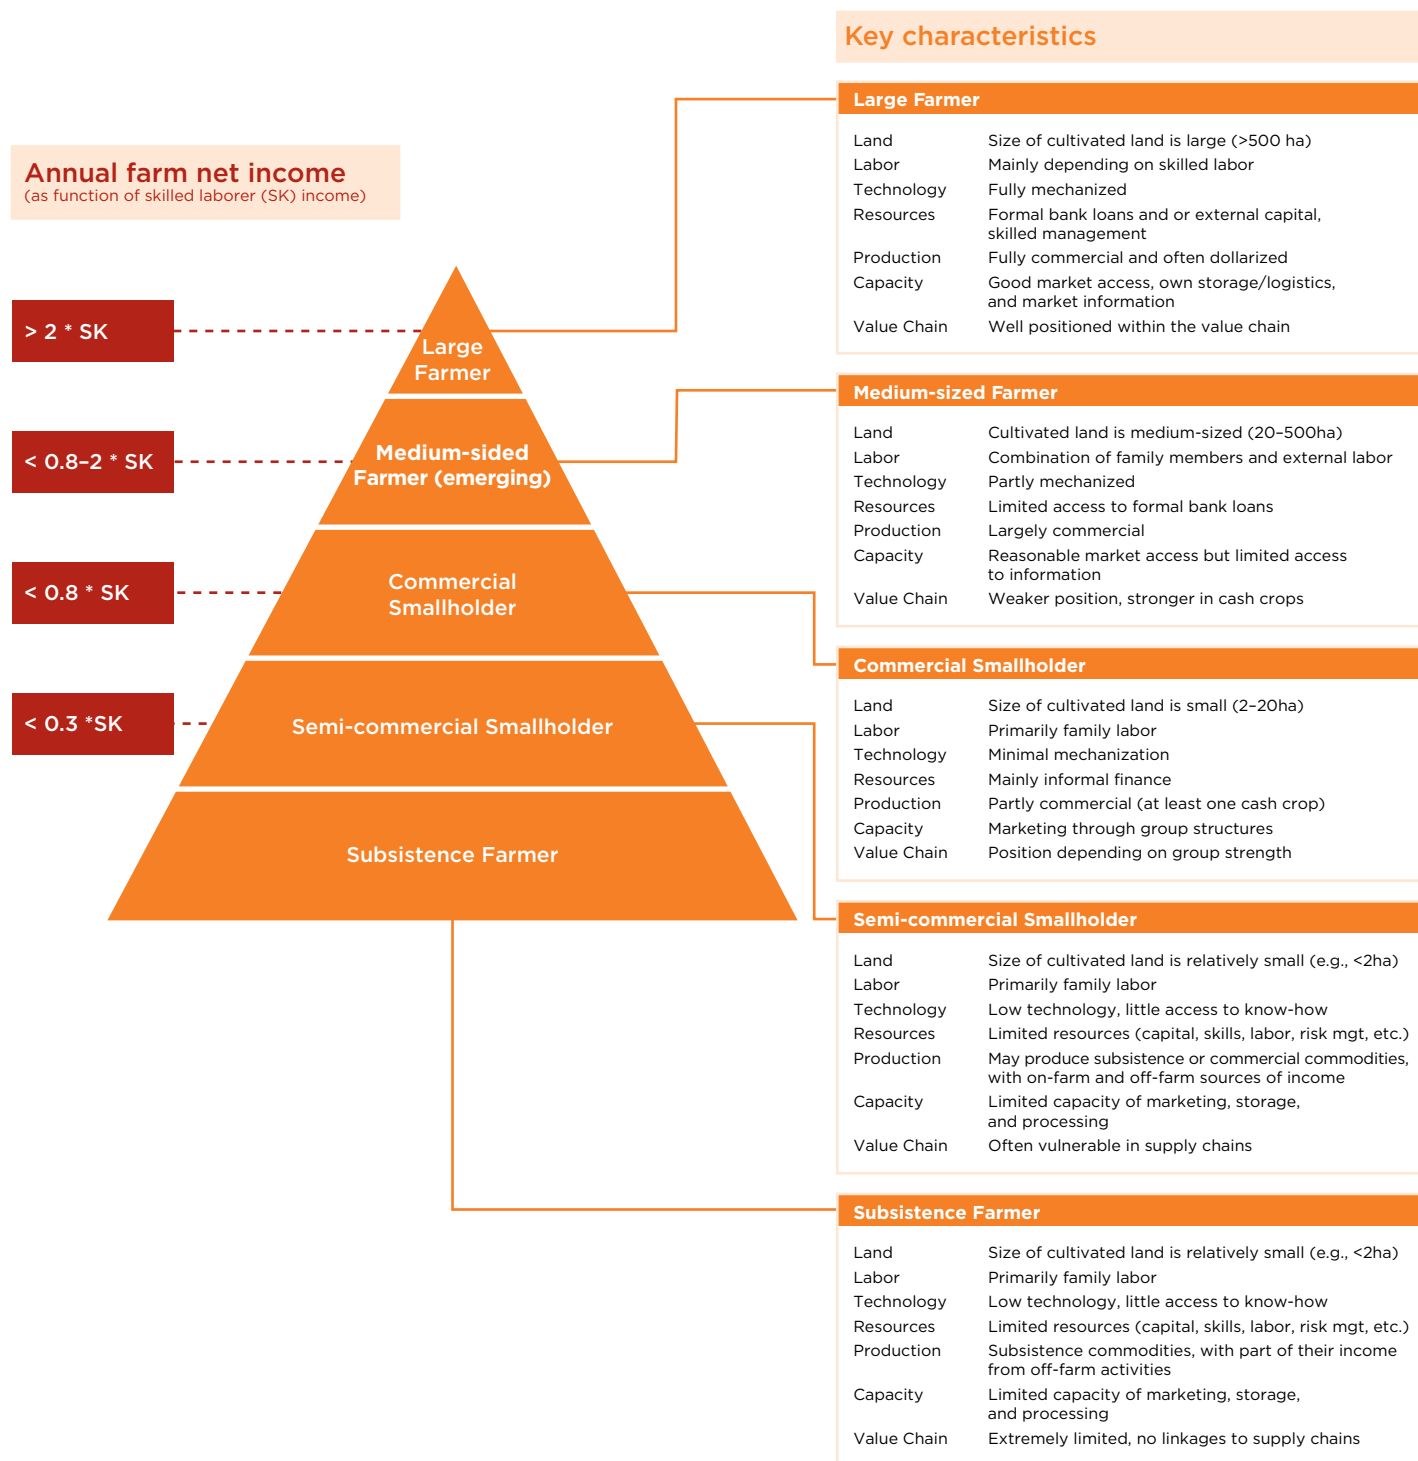 Key characteristics
Annual farm net income
(as function of skilled laborer (SK) income)
> 2 * SK
< 0.8–2 * SK
< 0.8 * SK
< 0.3 *SK
Large
Farmer
Medium-sided
Farmer (emerging)
Commercial
Smallholder
Semi-commercial Smallholder
Subsistence Farmer
Large Farmer
Land Size of cultivated land is large (>500 ha)
Labor Mainly depending on skilled labor
Technology Fully mechanized
Resources Formal bank loans and or external capital,
skilled management
Production Fully commercial and often dollarized
Capacity Good market access, own storage/logistics,
and market information
Value Chain Well positioned within the value chain
Medium-sized Farmer
Land Cultivated land is medium-sized (20–500ha)
Labor Combination of family members and external labor
Technology Partly mechanized
Resources Limited access to formal bank loans
Production Largely commercial
Capacity Reasonable market access but limited access
to information
Value Chain Weaker position, stronger in cash crops
Commercial Smallholder
Land Size of cultivated land is small (2–20ha)
Labor Primarily family labor
Technology Minimal mechanization
Resources Mainly informal finance
Production Partly commercial (at least one cash crop)
Capacity Marketing through group structures
Value Chain Position depending on group strength
Semi-commercial Smallholder
Land Size of cultivated land is relatively small (e.g., <2ha)
Labor Primarily family labor
Technology Low technology, little access to know-how
Resources Limited resources (capital, skills, labor, risk mgt, etc.)
Production May produce subsistence or commercial commodities,
with on-farm and off-farm sources of income
Capacity Limited capacity of marketing, storage,
and processing
Value Chain Often vulnerable in supply chains
Subsistence Farmer
Land Size of cultivated land is relatively small (e.g., <2ha)
Labor Primarily family labor
Technology Low technology, little access to know-how
Resources Limited resources (capital, skills, labor, risk mgt, etc.)
Production Subsistence commodities, with part of their income
from off-farm activities
Capacity Limited capacity of marketing, storage,
and processing
Value Chain Extremely limited, no linkages to supply chains